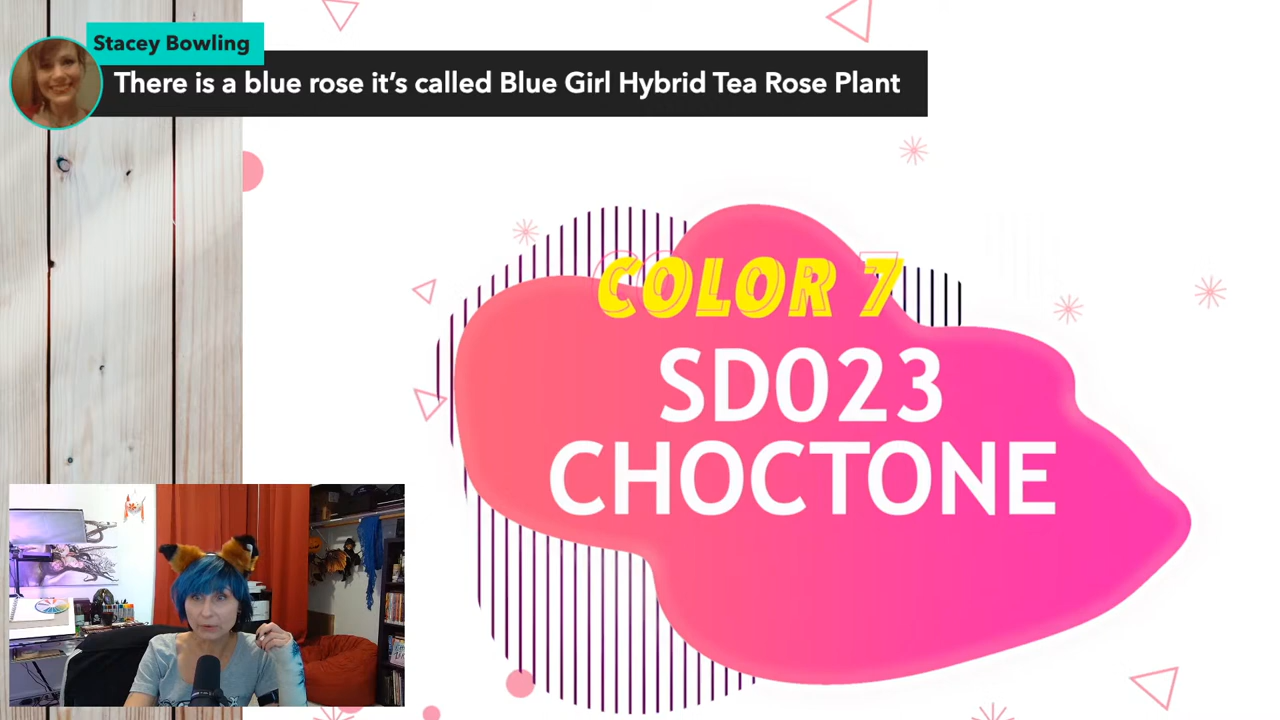 Stacey Bowling
There is a blue rose it’s called Blue Girl Hybrid Tea Rose Plant
COLOR 7
SD023
CHOCTONE